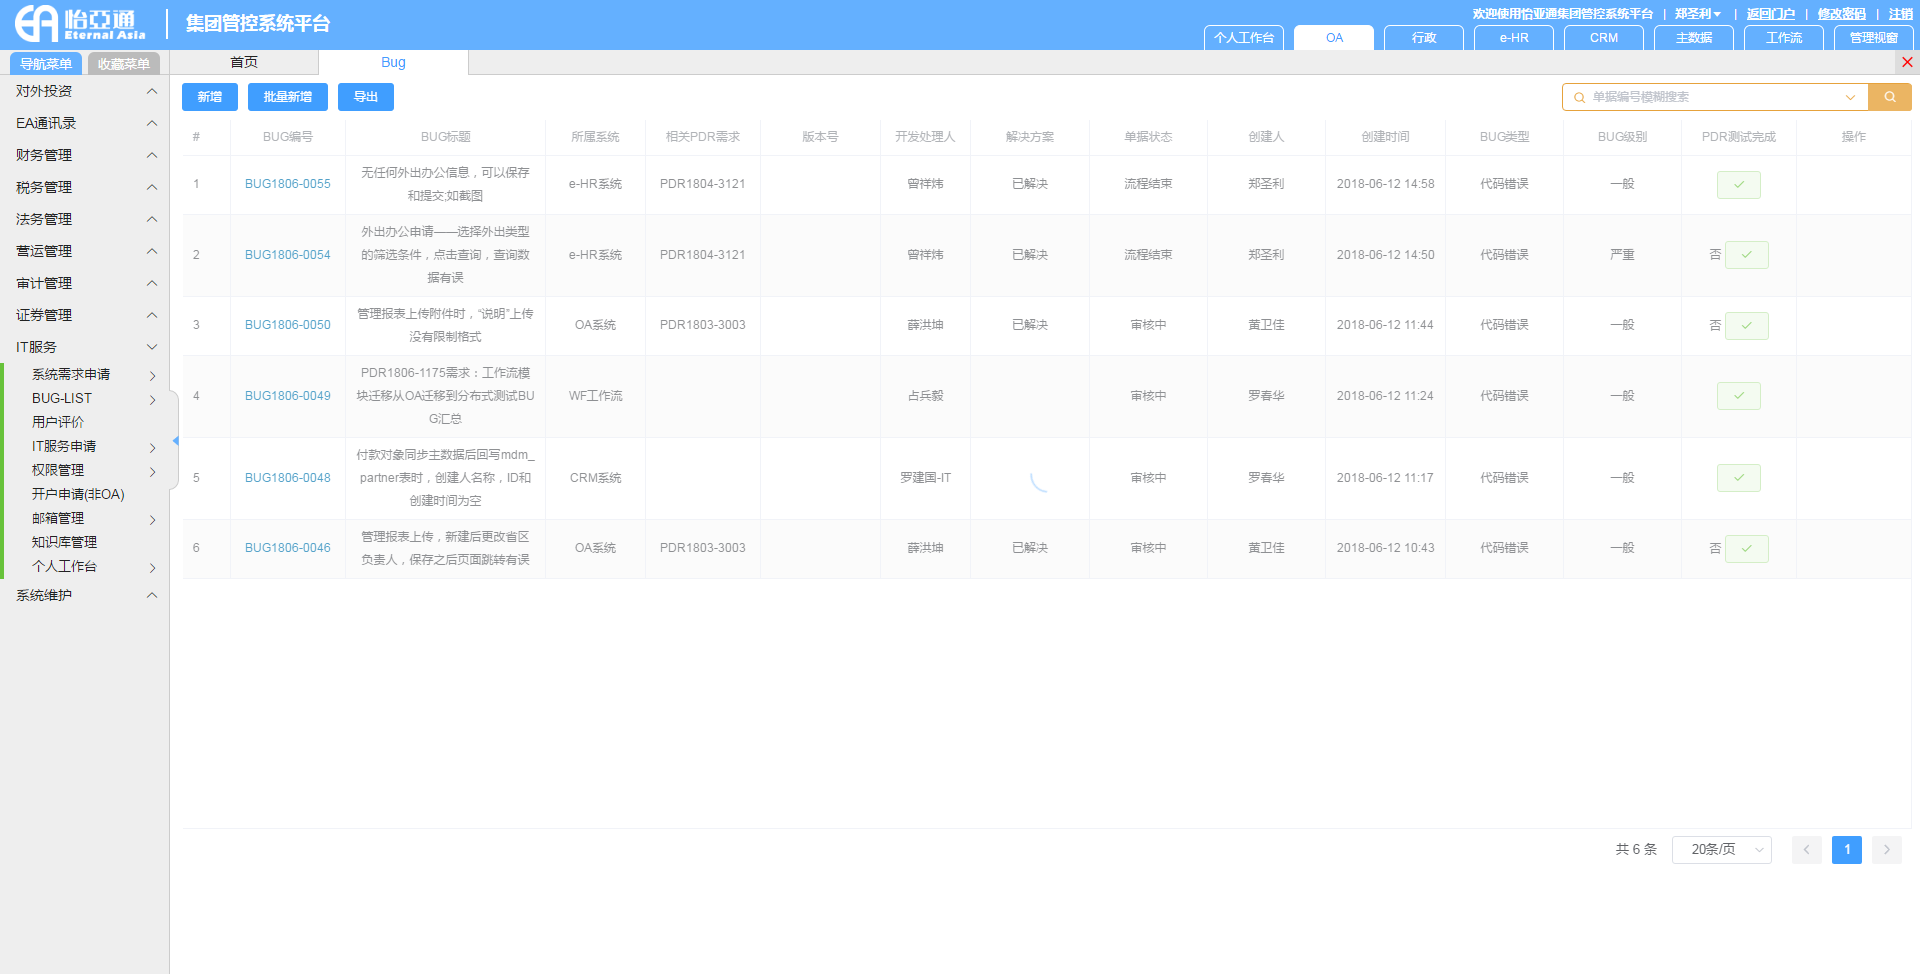 怡亞通
Eternal Asia
集团管控系统平台
欢迎使用怡亚通集团管控系统平台 | 郑圣利 | 返回门户 | 修改密码 | 注销
个人工作台 OA 行政 e-HR CRM 主数据 工作流 管理视窗
导航菜单 收藏菜单 首页 Bug
对外投资
EA通讯录
财务管理
税务管理
法务管理
营运管理
审计管理
证券管理
IT服务
系统需求申请
BUG-LIST
用户评价
IT服务申请
权限管理
开户申请(非OA)
邮箱管理
知识库管理
个人工作台
系统维护
新增 批量新增 导出 单据编号模糊搜索
# BUG编号 BUG标题 所属系统 相关PDR需求 版本号 开发处理人 解决方案 单据状态 创建人 创建时间 BUG类型 BUG级别 PDR测试完成 操作
无任何外出办公信息，可以保存
1 BUG1806-0055 e-HR系统 PDR1804-3121 曾祥炜 已解决 流程结束 郑圣利 2018-06-12 14:58 代码错误 一般
和提交;如截图
外出办公申请——选择外出类型
2 BUG1806-0054 的筛选条件，点击查询，查询数 e-HR系统 PDR1804-3121 曾祥炜 已解决 流程结束 郑圣利 2018-06-12 14:50 代码错误 严重 否
据有误
管理报表上传附件时，“说明”上传
3 BUG1806-0050 OA系统 PDR1803-3003 薛洪坤 已解决 审核中 黄卫佳 2018-06-12 11:44 代码错误 一般 否
没有限制格式
PDR1806-1175需求：工作流模
4 BUG1806-0049 块迁移从OA迁移到分布式测试BU WF工作流 占兵毅 审核中 罗春华 2018-06-12 11:24 代码错误 一般
G汇总
付款对象同步主数据后回写mdm_
5 BUG1806-0048 partner表时，创建人名称，ID和 CRM系统 罗建国-IT 审核中 罗春华 2018-06-12 11:17 代码错误 一般
创建时间为空
管理报表上传，新建后更改省区
6 BUG1806-0046 OA系统 PDR1803-3003 薛洪坤 已解决 审核中 黄卫佳 2018-06-12 10:43 代码错误 一般 否
负责人，保存之后页面跳转有误
共 6 条 20条/页 1